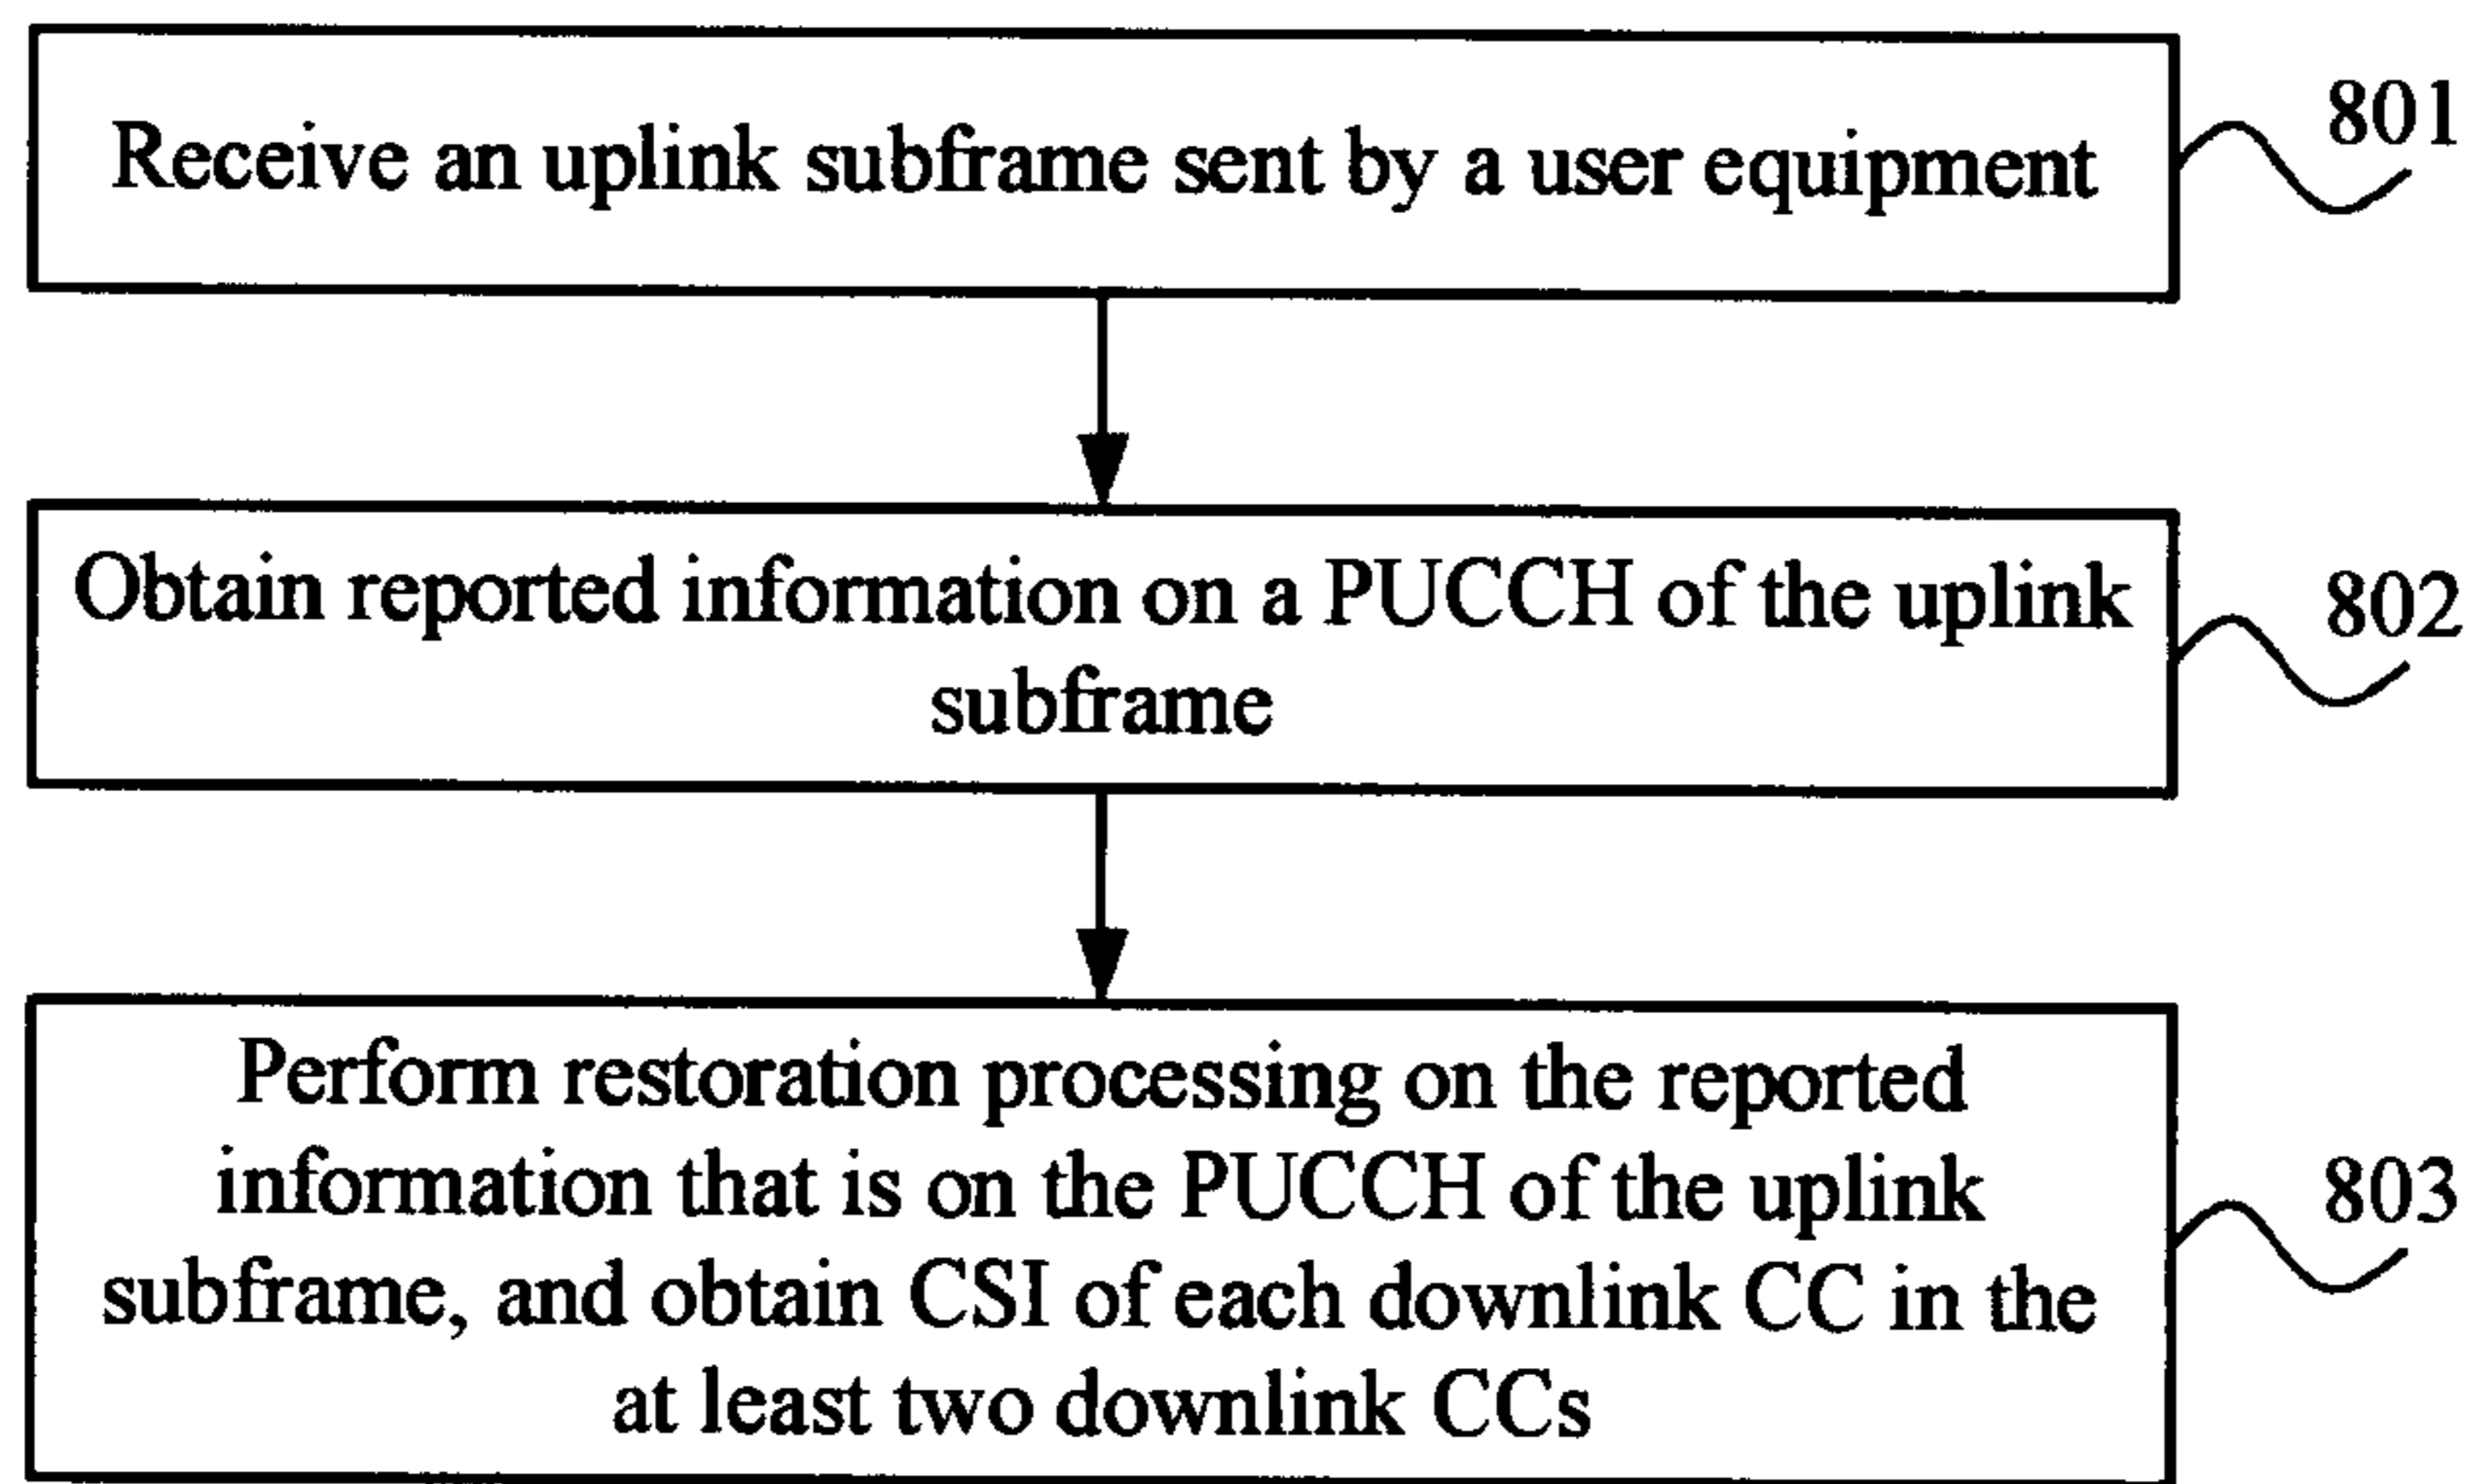 Receive an uplink subframe sent by a user equipment
801
Obtain reported information on a PUCCH of the uplink
subframe
802
Perform restoration processing on the reported
information that is on the PUCCH of the uplink
subframe, and obtain CSI of each downlink CC in the
at least two downlink CCs
803